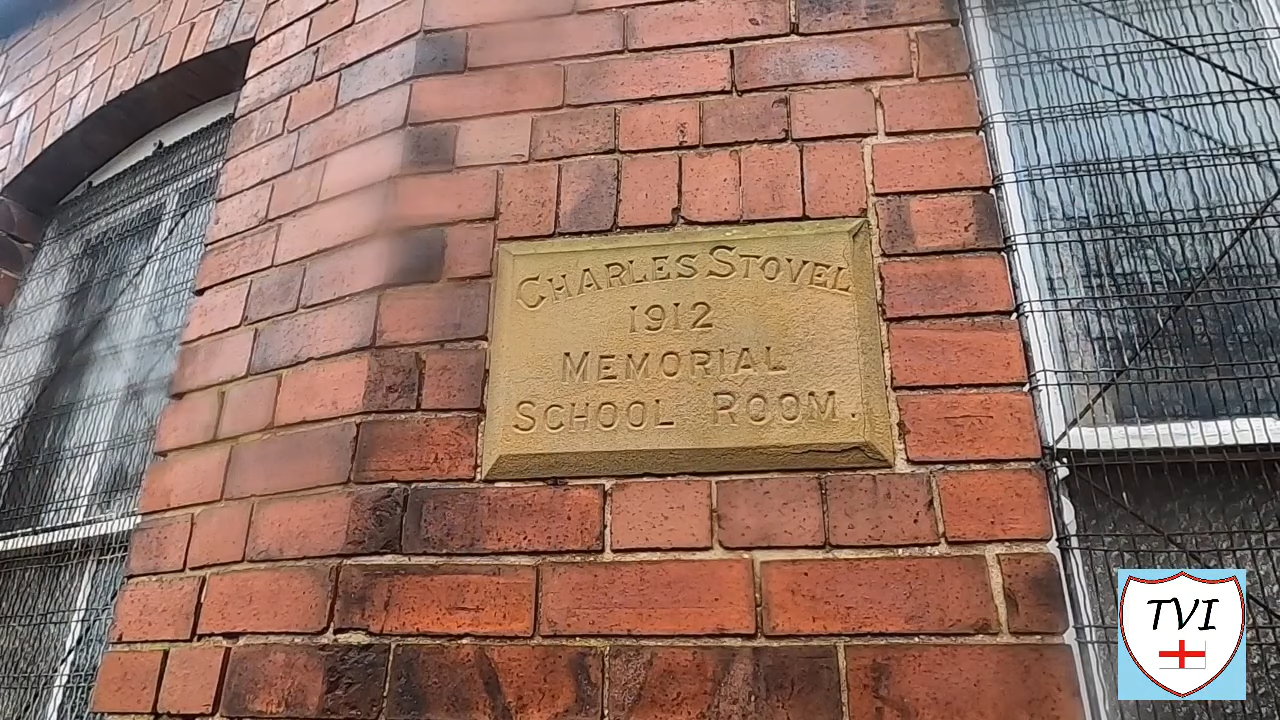 CHARLES STOVEL
1912
MEMORIAL
SCHOOL ROOM.
TVI